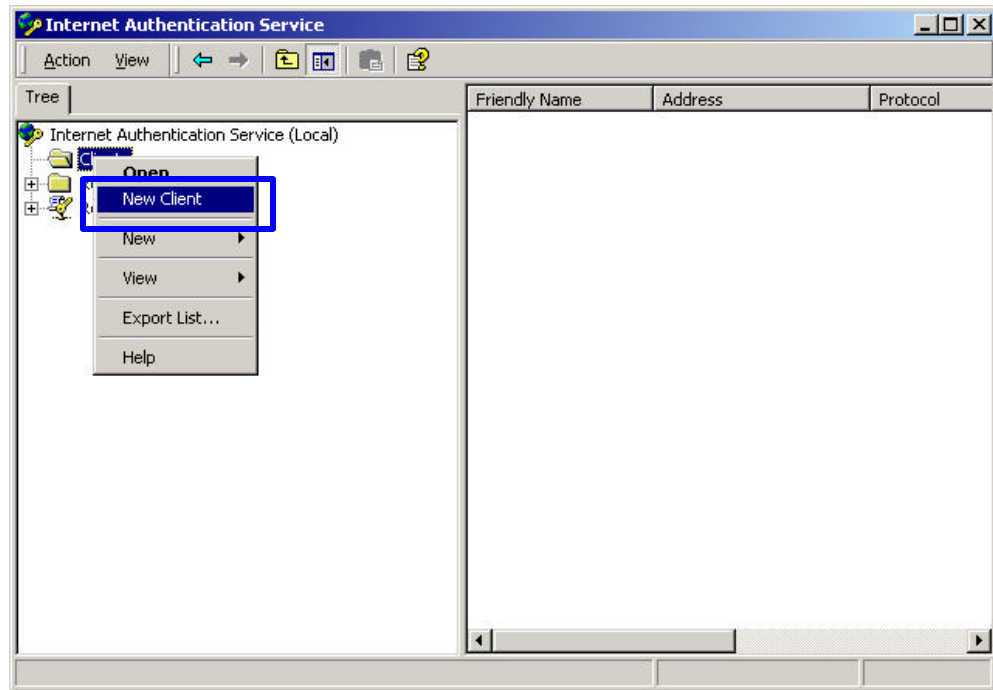 Internet Authentication Service
Action View
Tree
Friendly Name Address Protocol
Internet Authentication Service (Local)
Open
New Client
New
View
Export List...
Help